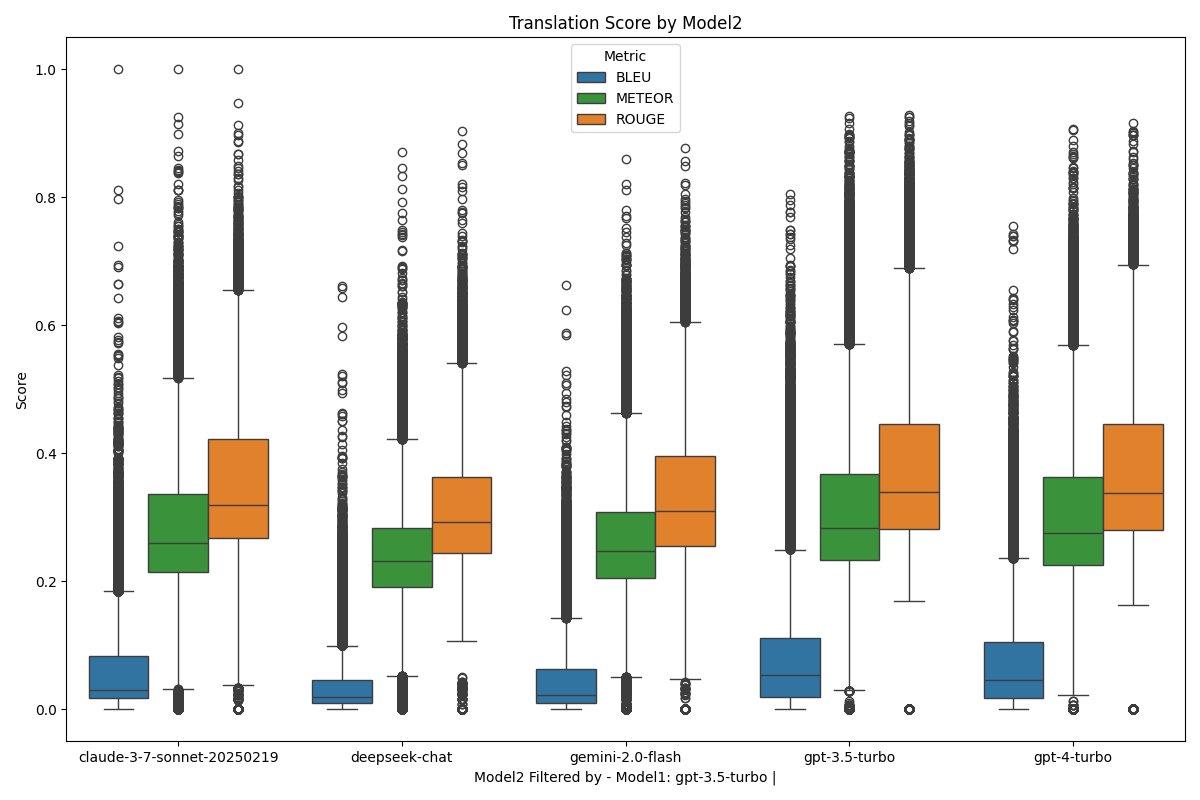 Translation Score by Model2
Metric
BLEU
METEOR
ROUGE
Score
1.0
0.8
0.6
0.4
0.2
0.0
claude-3-7-sonnet-20250219
deepseek-chat
gemini-2.0-flash
gpt-3.5-turbo
gpt-4-turbo
Model2 Filtered by - Model1: gpt-3.5-turbo |